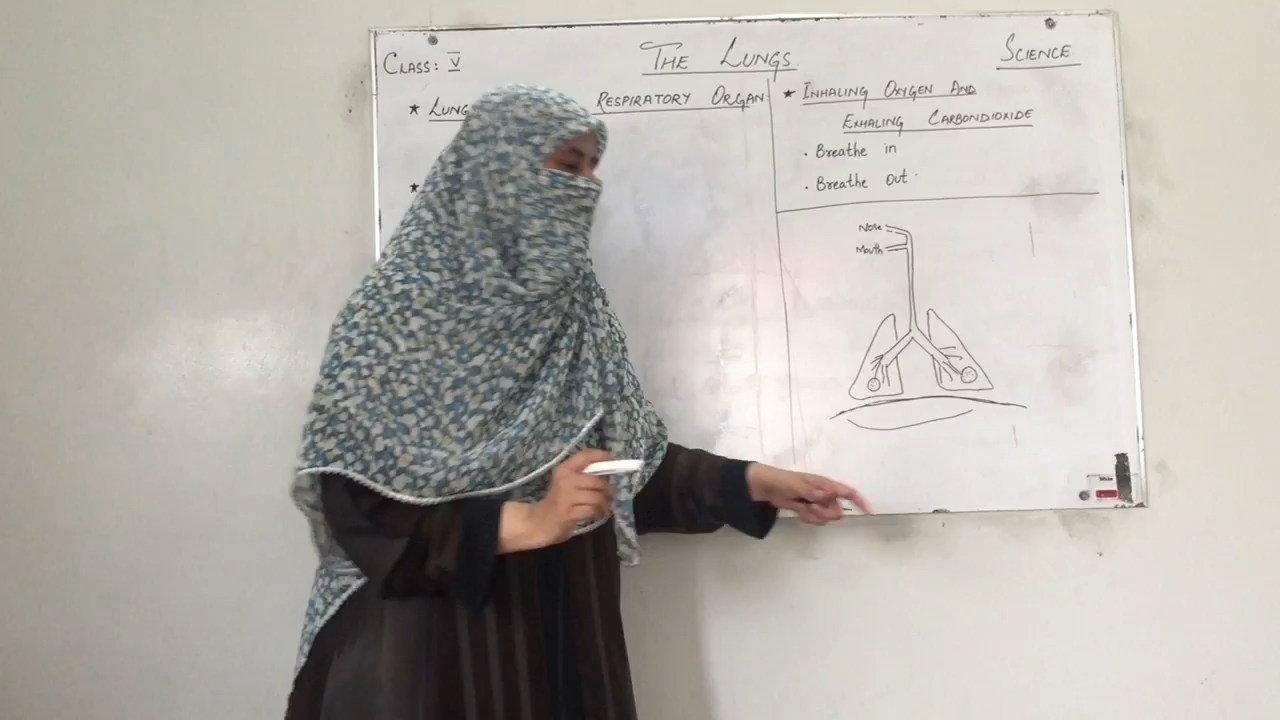 CLASS: V
THE LUNGS
SCIENCE
* LUNG RESPIRATORY ORGAN:
*
* INHALING OXYGEN AND
EXHALING CARBONDIOXIDE
. Breathe in
. Breathe out
Nose
Mouth